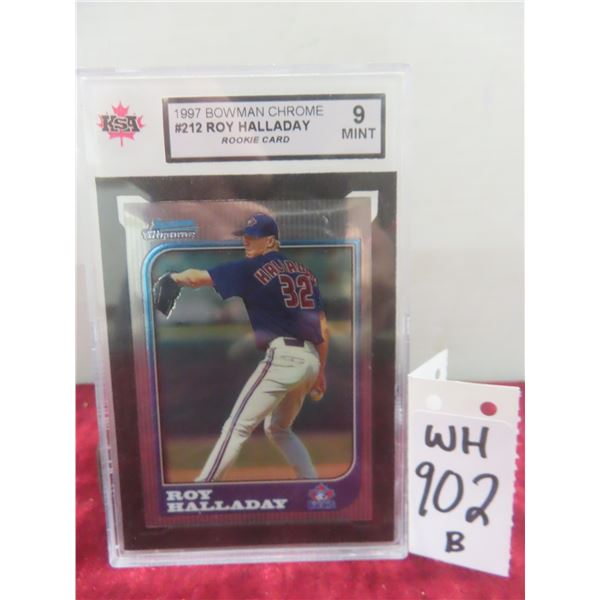 KSA
1997 BOWMAN CHROME
#212 ROY HALLADAY
ROOKIE CARD
9
MINT
Bowman
Chrome
HALLADAY
32
ROY
HALLADAY
WH
902
B